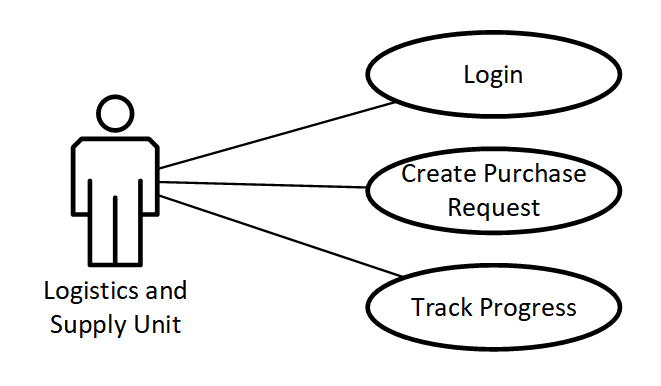 Login
Create Purchase
Request
Logistics and
Supply Unit
Track Progress